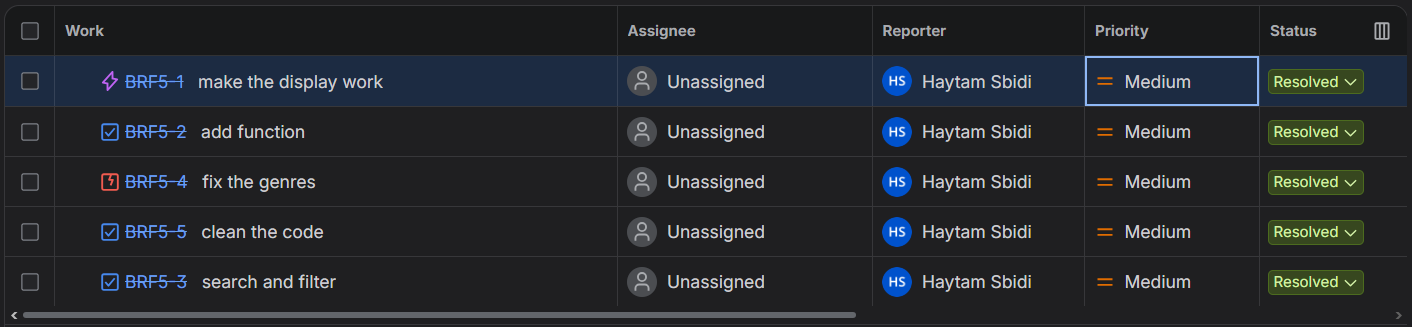 Work Assignee Reporter Priority Status
BRF5-1 make the display work Unassigned HS Haytam Sbidi Medium Resolved
BRF5-2 add function Unassigned HS Haytam Sbidi Medium Resolved
BRF5-4 fix the genres Unassigned HS Haytam Sbidi Medium Resolved
BRF5-5 clean the code Unassigned HS Haytam Sbidi Medium Resolved
BRF5-3 search and filter Unassigned HS Haytam Sbidi Medium Resolved